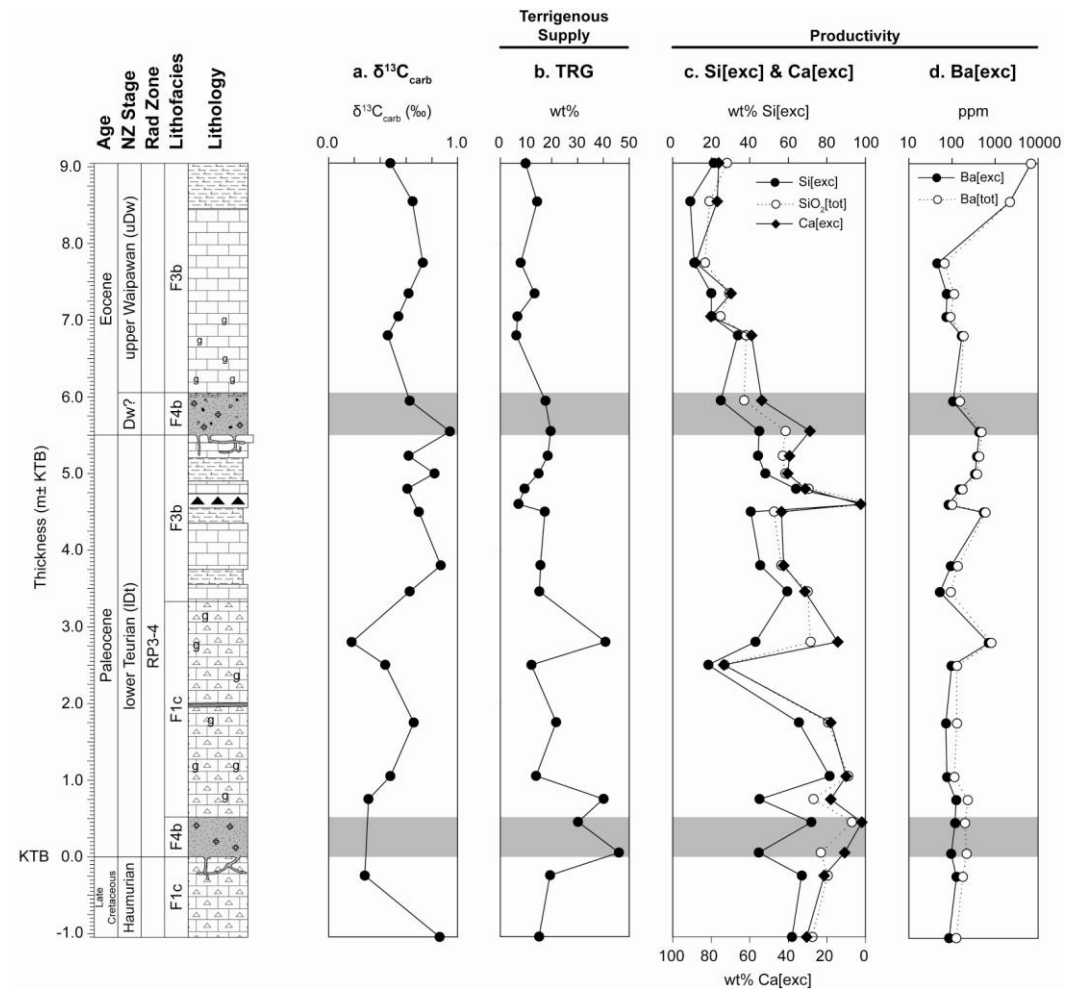 Terrigenous
Supply
Productivity
a. δ¹³Ccarb
b. TRG
c. Si[exc] & Ca[exc]
d. Ba[exc]
Age
NZ Stage
Rad Zone
Lithofacies
Lithology
δ¹³Ccarb (‰)
wt%
wt% Si[exc]
ppm
0.0 1.0
0 10 20 30 40 50
0 20 40 60 80 100
10 100 1000 10000
Si[exc]
SiO₂[tot]
Ca[exc]
Ba[exc]
Ba[tot]
Thickness (m± KTB)
9.0
8.0
7.0
6.0
5.0
4.0
3.0
2.0
1.0
KTB 0.0
-1.0
Eocene
upper Waipawan (uDw)
F3b
g
g
g
g g
Dw?
F4b
Paleocene
lower Teurian (lDt)
RP3-4
F3b
F1c
g
g
g
g
g g
g
F4b
Late
Cretaceous
Haumurian
F1c
100 80 60 40 20 0
wt% Ca[exc]